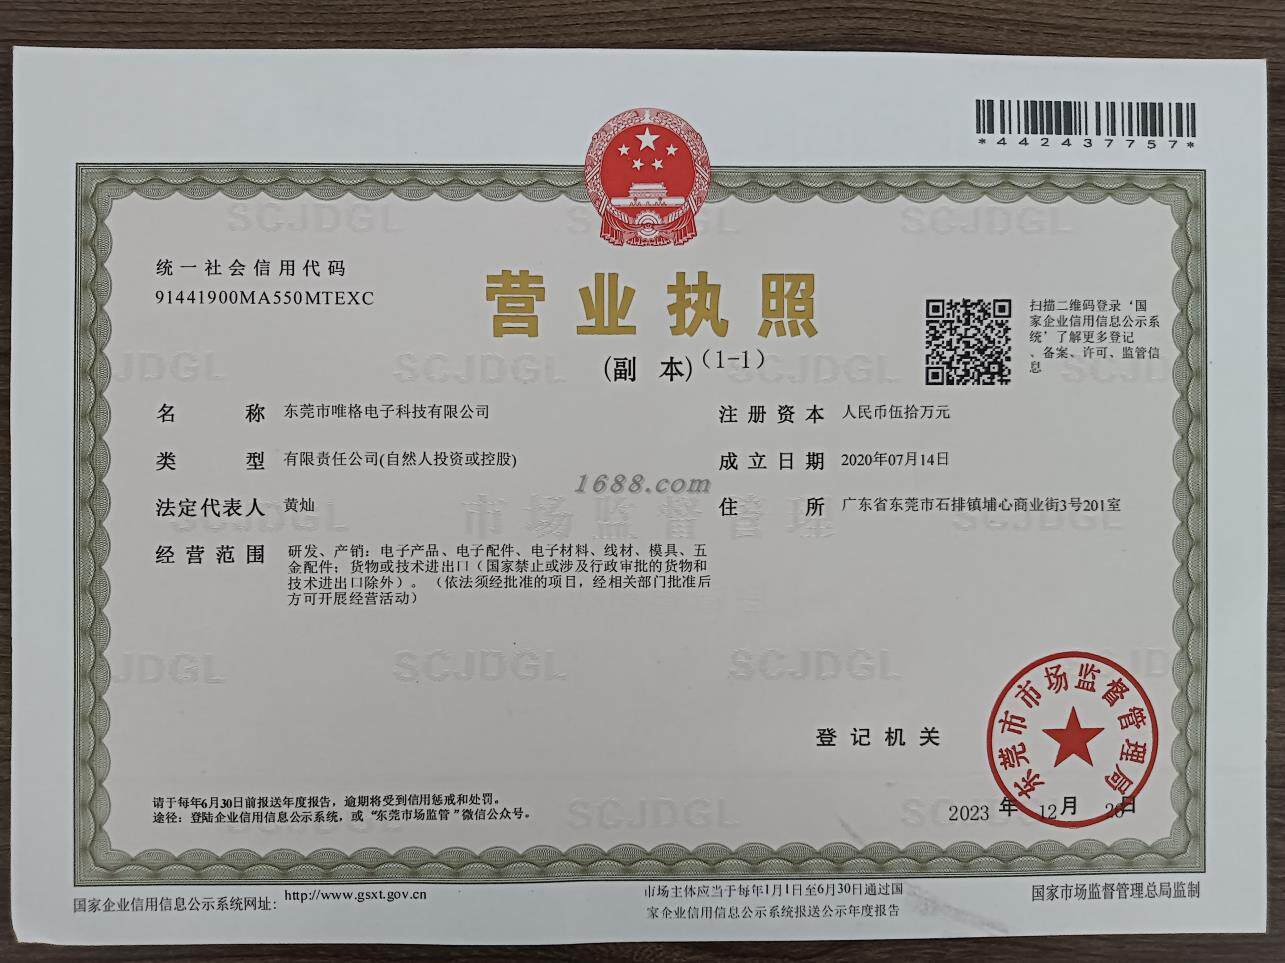 *442437757*
统一社会信用代码
91441900MA550MTEXC
营业执照
(副 本)(1-1)
扫描二维码登录‘国
家企业信用信息公示系
统’了解更多登记
、备案、许可、监管信
息
名 称 东莞市唯格电子科技有限公司
类 型 有限责任公司(自然人投资或控股)
法定代表人 黄灿
经营范围 研发、产销：电子产品、电子配件、电子材料、线材、模具、五
金配件；货物或技术进出口（国家禁止或涉及行政审批的货物和
技术进出口除外）。（依法须经批准的项目，经相关部门批准后
方可开展经营活动）
注册资本 人民币伍拾万元
成立日期 2020年07月14日
住 所 广东省东莞市石排镇埔心商业街3号201室
1688.com
SCJDGL
市场监督管理
登记机关
东莞市市场监督管理局
2023 年 12月 日
请于每年6月30日前报送年度报告，逾期将受到信用惩戒和处罚。
途径：登陆企业信用信息公示系统，或“东莞市场监管”微信公众号。
国家企业信用信息公示系统网址：http://www.gsxt.gov.cn
市场主体应当于每年1月1日至6月30日通过国
家企业信用信息公示系统报送公示年度报告
国家市场监督管理总局监制